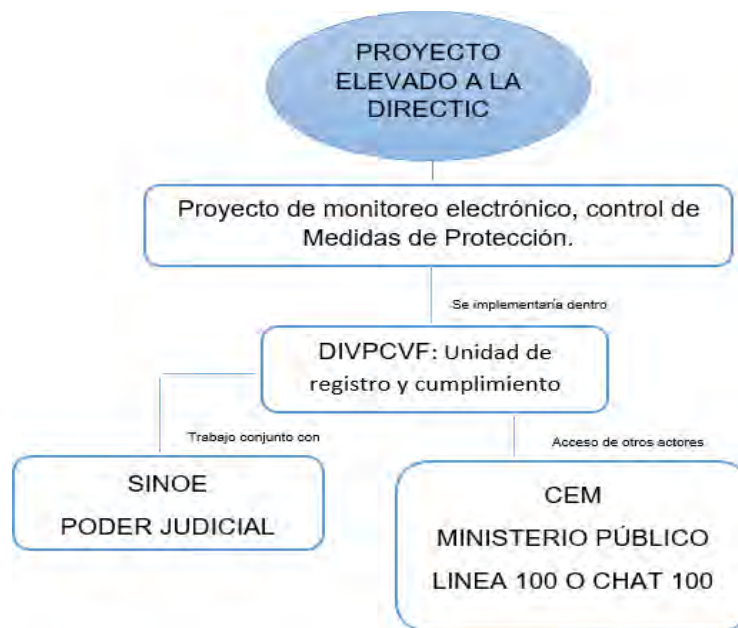 PROYECTO
ELEVADO A LA
DIRECTIC
Proyecto de monitoreo electrónico, control de
Medidas de Protección.
Se implementaría dentro
DIVPCVF: Unidad de
registro y cumplimiento
Trabajo conjunto con
Acceso de otros actores
SINOE
PODER JUDICIAL
CEM
MINISTERIO PÚBLICO
LINEA 100 O CHAT 100